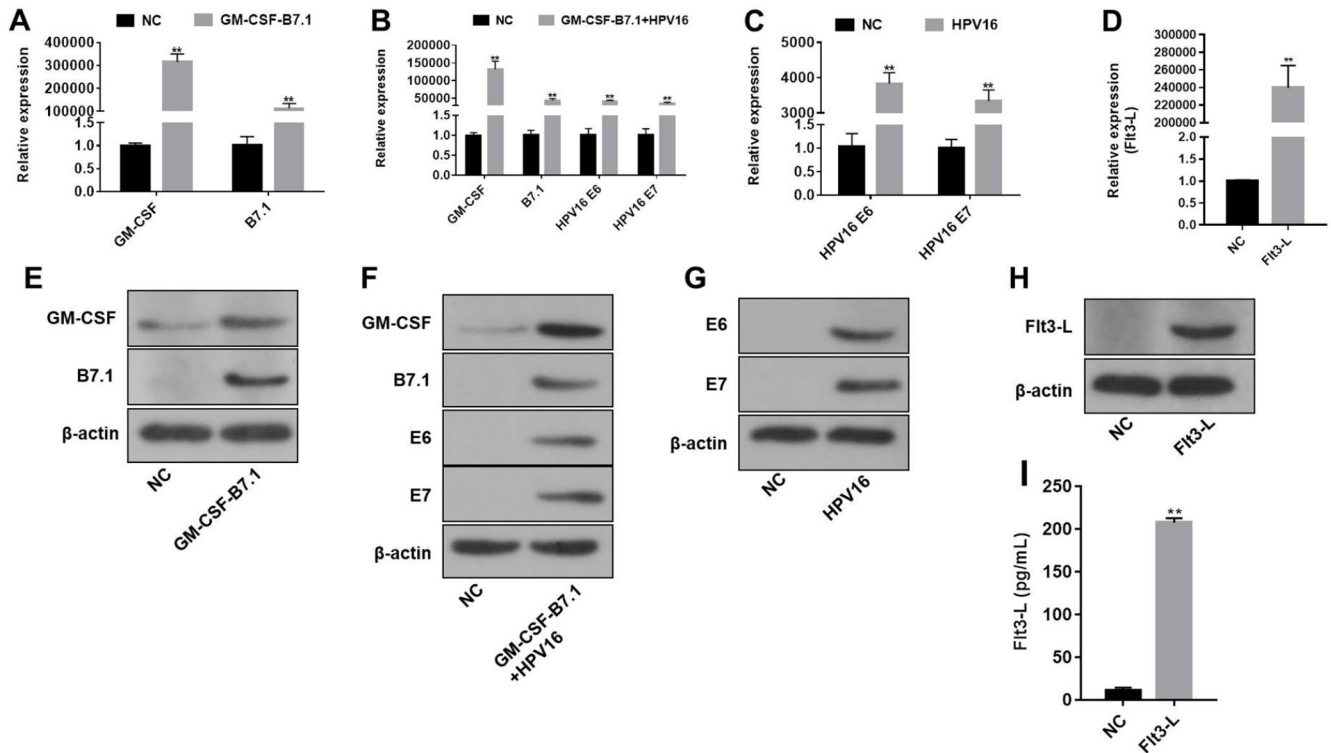 A
NC
GM-CSF-B7.1
Relative expression
400000
300000
200000
100000
1.5
1.0
0.5
0.0
**
**
GM-CSF
B7.1
B
NC
GM-CSF-B7.1+HPV16
Relative expression
200000
150000
100000
50000
1.5
1.0
0.5
0.0
**
**
**
**
GM-CSF
B7.1
HPV16 E6
HPV16 E7
C
NC
HPV16
Relative expression
5000
4000
3000
2000
1.5
1.0
0.5
0.0
**
**
HPV16 E6
HPV16 E7
D
Relative expression
(Flt3-L)
280000
260000
240000
220000
200000
2.0
1.5
1.0
0.5
0.0
**
NC
Flt3-L
E
GM-CSF
B7.1
β-actin
NC
GM-CSF-B7.1
F
GM-CSF
B7.1
E6
E7
β-actin
NC
GM-CSF-B7.1
+HPV16
G
E6
E7
β-actin
NC
HPV16
H
Flt3-L
β-actin
NC
Flt3-L
I
Flt3-L (pg/mL)
250
200
150
100
50
0
**
NC
Flt3-L